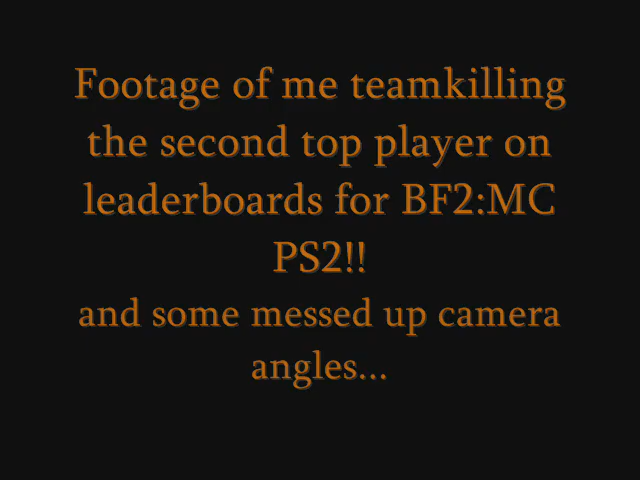 Footage of me teamkilling
the second top player on
leaderboards for BF2:MC
PS2!!
and some messed up camera
angles...